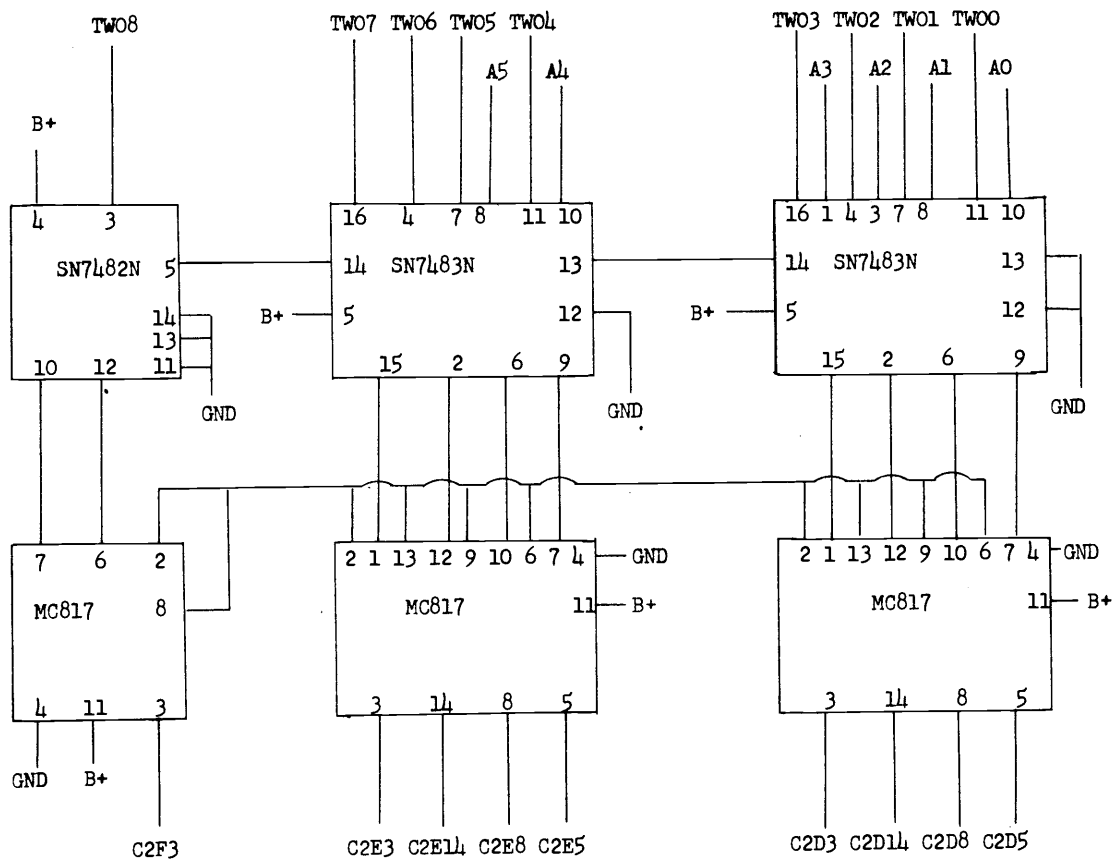 TWO8 TWO7 TWO6 TWO5 TWO4 TWO3 TWO2 TWO1 TWO0
A5 A4 A3 A2 A1 A0
B+
4 3 16 4 7 8 11 10 16 1 4 3 7 8 11 10
SN7482N 5 14 SN7483N 13 14 SN7483N 13
14 B+ 5 12 B+ 5 12
13
10 12 11 15 2 6 9 15 2 6 9
GND GND GND
7 6 2 2 1 13 12 9 10 6 7 4 GND 2 1 13 12 9 10 6 7 4 GND
MC817 8 MC817 11 B+ MC817 11 B+
4 11 3 3 14 8 5 3 14 8 5
GND B+
C2F3 C2E3 C2E14 C2E8 C2E5 C2D3 C2D14 C2D8 C2D5